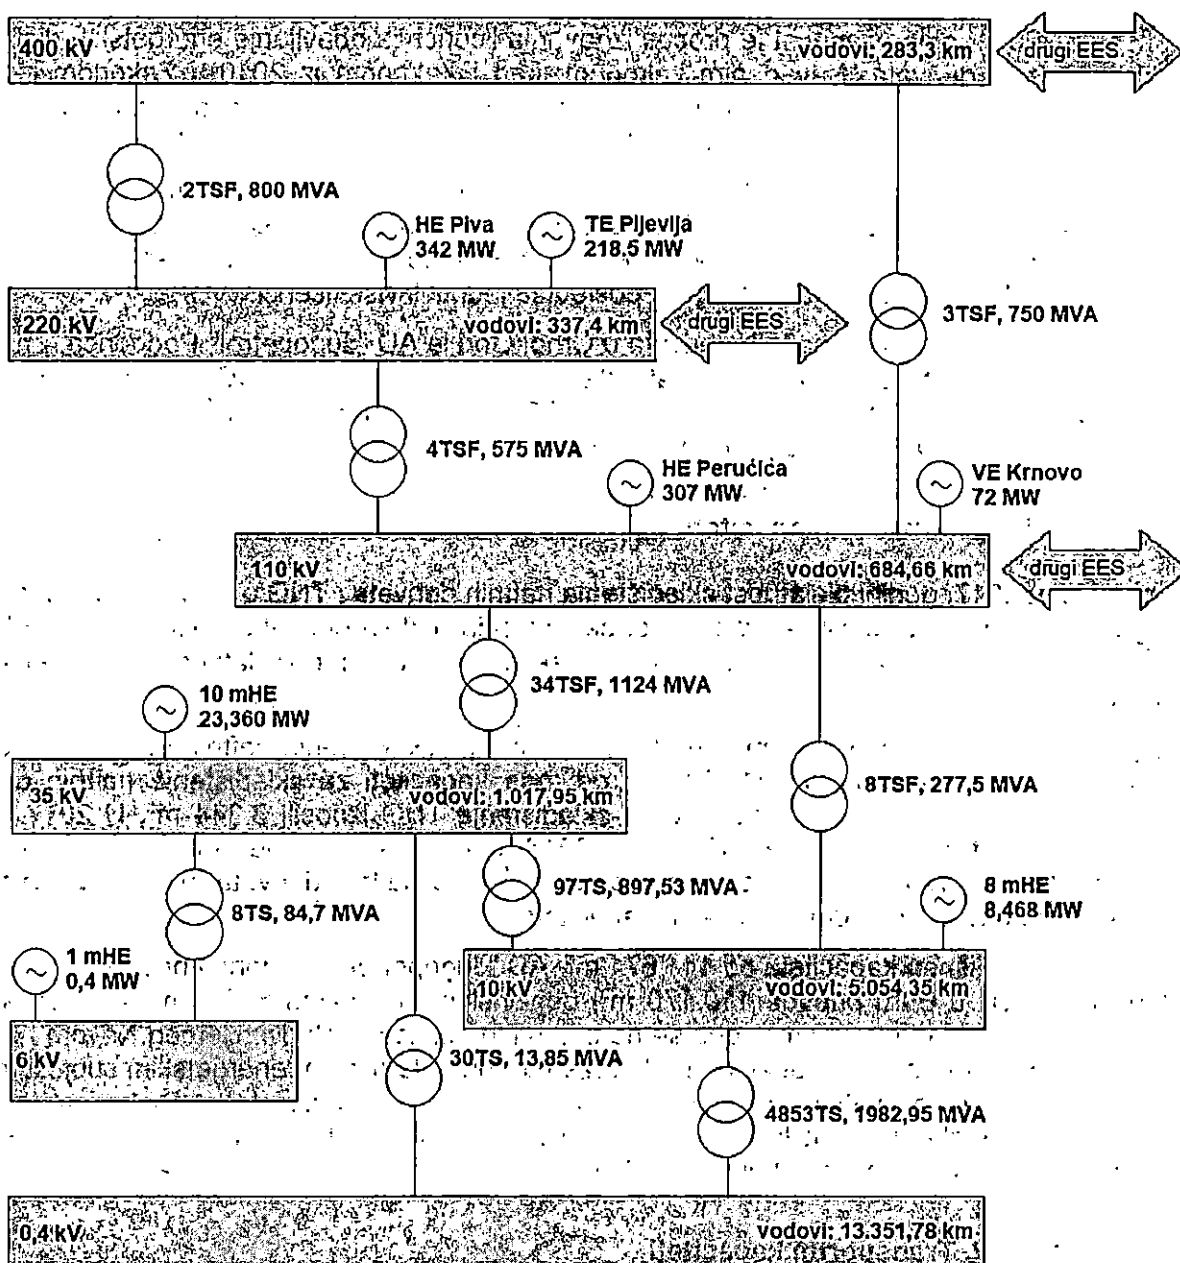 400 kV
vodovi: 283,3 km
drugi EES
2TSF, 800 MVA
HE Piva
342 MW
TE Pljevlja
218,5 MW
220 kV
vodovi: 337,4 km
drugi EES
3TSF, 750 MVA
4TSF, 575 MVA
HE Perućica
307 MW
VE Krnovo
72 MW
110 kV
vodovi: 684,66 km
drugi EES
34TSF, 1124 MVA
10 mHE
23,360 MW
35 kV
vodovi: 1.017,95 km
8TSF, 277,5 MVA
97TS, 897,53 MVA
8 mHE
8,468 MW
8TS, 84,7 MVA
1 mHE
0,4 MW
10 kV
vodovi: 5.054,35 km
6 kV
30TS, 13,85 MVA
4853TS, 1982,95 MVA
0,4 kV
vodovi: 13.351,78 km